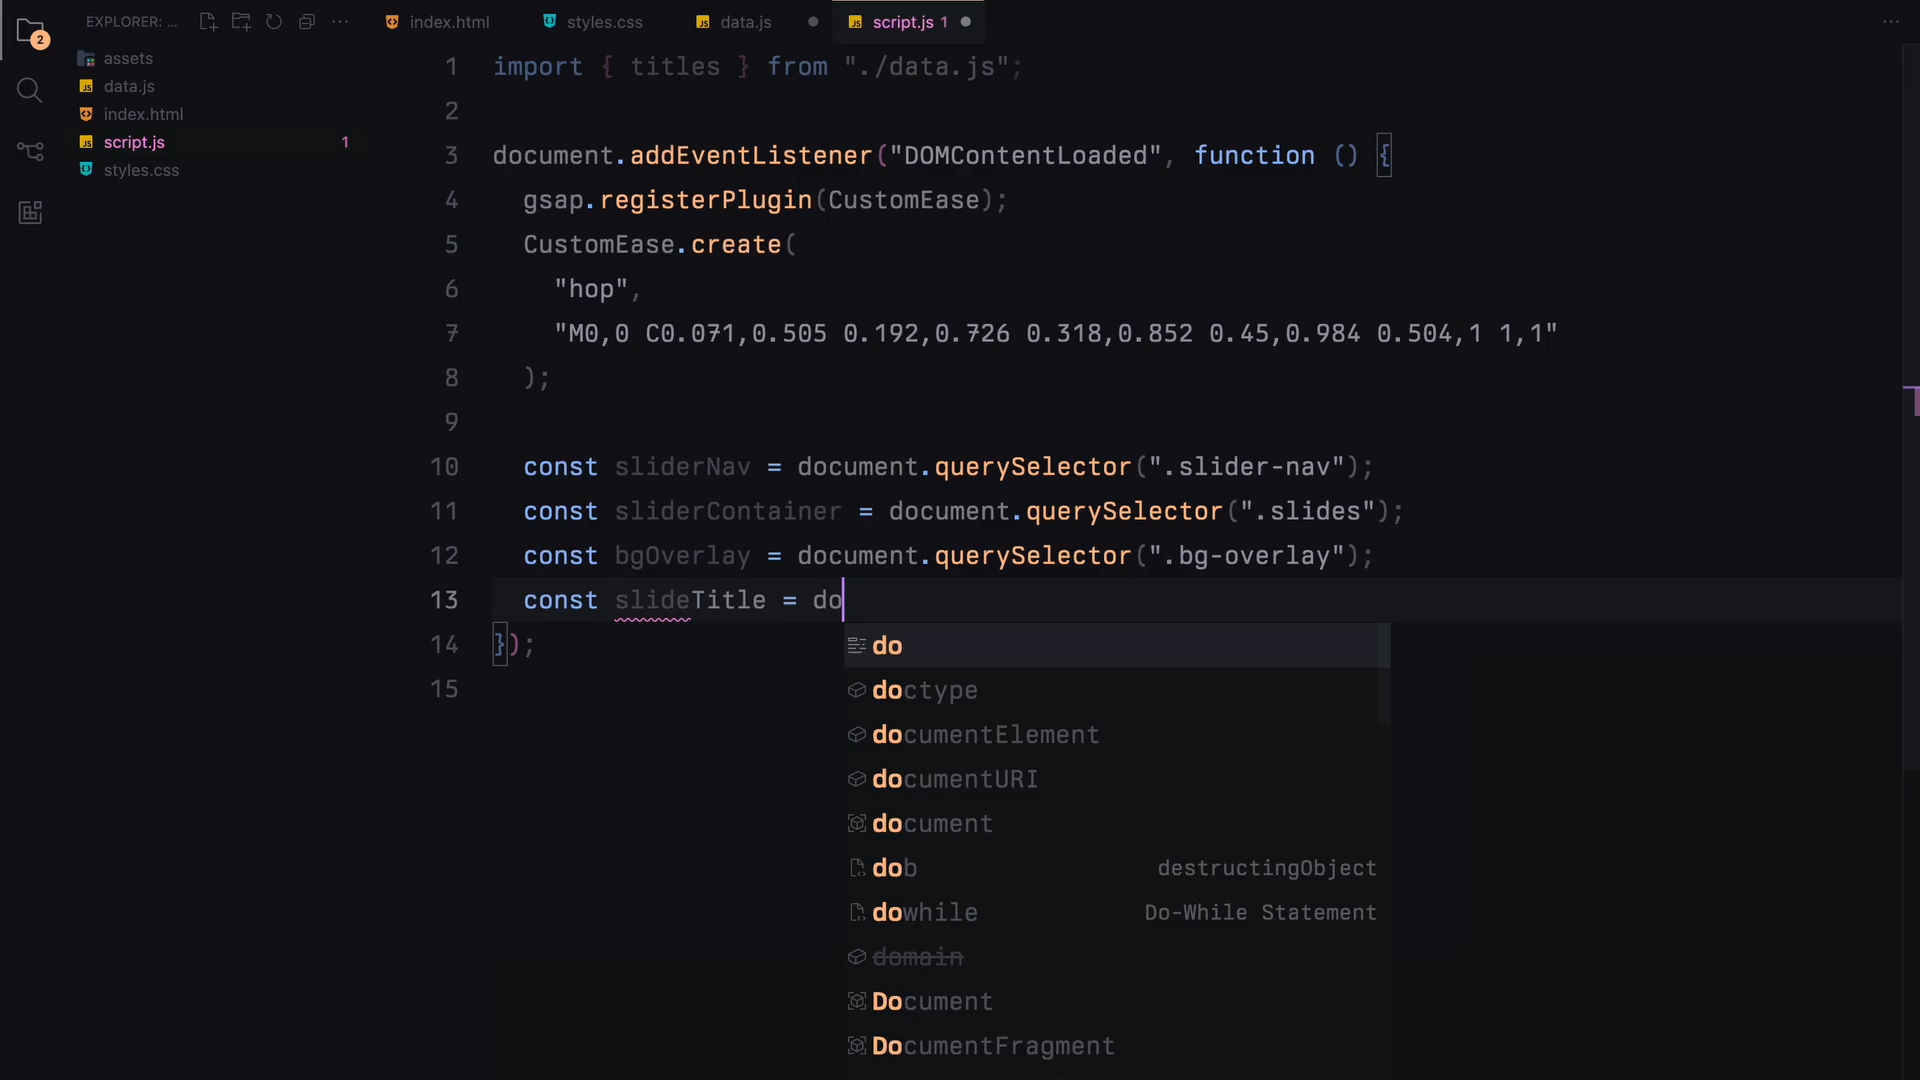 EXPLORER: ...
index.html
styles.css
data.js
script.js 1
2
assets
data.js
index.html
script.js 1
styles.css
1 import { titles } from "./data.js";
2
3 document.addEventListener("DOMContentLoaded", function () {
4 gsap.registerPlugin(CustomEase);
5 CustomEase.create(
6 "hop",
7 "M0,0 C0.071,0.505 0.192,0.726 0.318,0.852 0.45,0.984 0.504,1 1,1"
8 );
9
10 const sliderNav = document.querySelector(".slider-nav");
11 const sliderContainer = document.querySelector(".slides");
12 const bgOverlay = document.querySelector(".bg-overlay");
13 const slideTitle = do
14 });
15
do
doctype
documentElement
documentURI
document
dob destructingObject
dowhile Do-While Statement
domain
Document
DocumentFragment